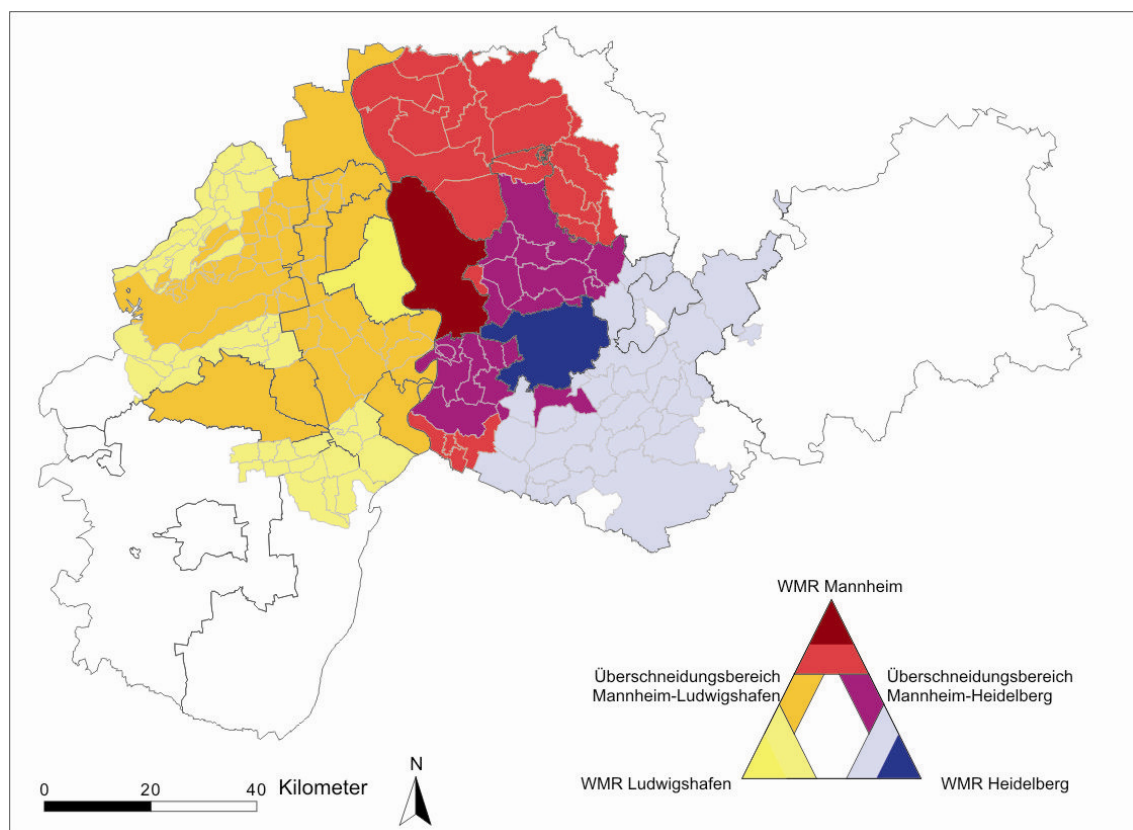 WMR Mannheim
Überschneidungsbereich
Mannheim-Ludwigshafen
Überschneidungsbereich
Mannheim-Heidelberg
WMR Ludwigshafen
WMR Heidelberg
N
0 20 40 Kilometer